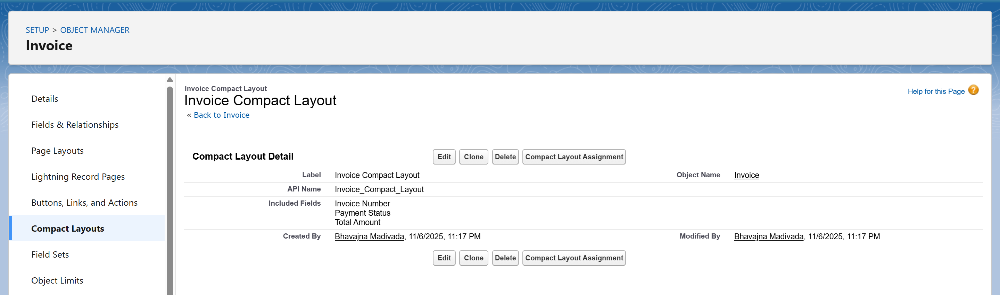 SETUP > OBJECT MANAGER
Invoice
Details
Fields & Relationships
Page Layouts
Lightning Record Pages
Buttons, Links, and Actions
Compact Layouts
Field Sets
Object Limits
Invoice Compact Layout
Invoice Compact Layout
« Back to Invoice
Help for this Page ?
Compact Layout Detail Edit Clone Delete Compact Layout Assignment
Label Invoice Compact Layout Object Name Invoice
API Name Invoice_Compact_Layout
Included Fields Invoice Number
Payment Status
Total Amount
Created By Bhavajna Madivada, 11/6/2025, 11:17 PM Modified By Bhavajna Madivada, 11/6/2025, 11:17 PM
Edit Clone Delete Compact Layout Assignment